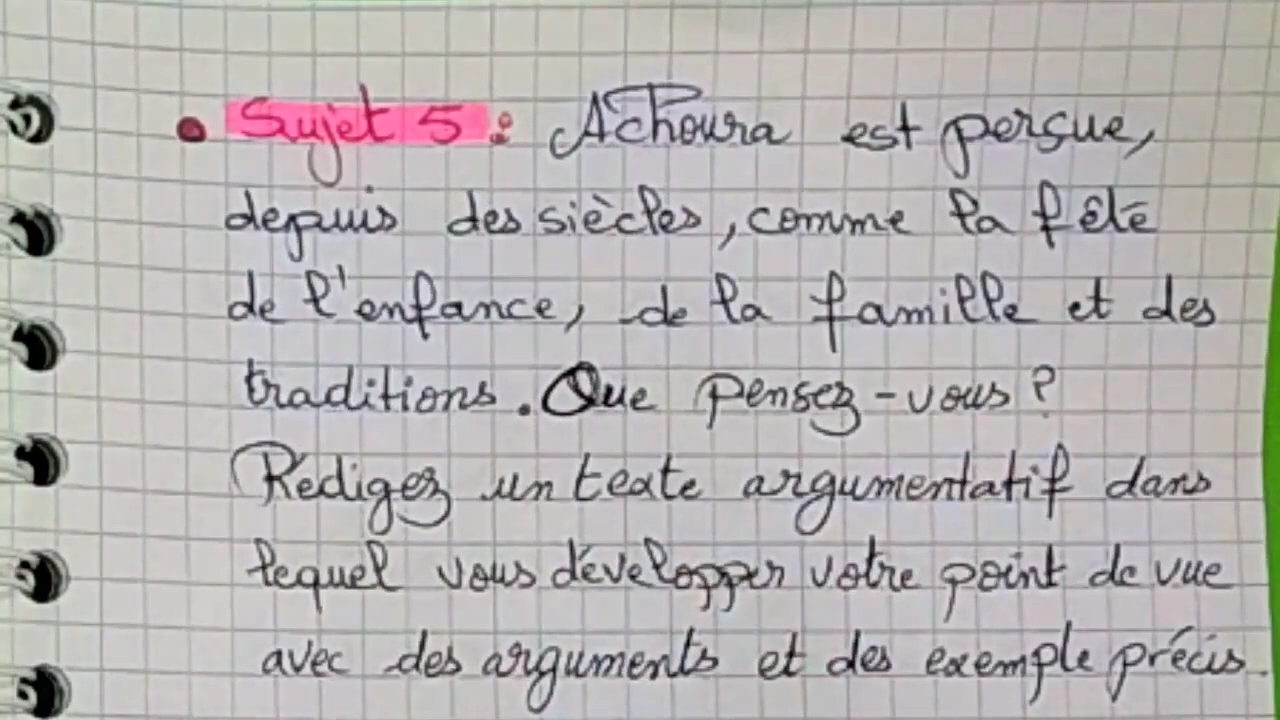 • Sujet 5 : Achoura est perçue,
depuis des siècles, comme la fête
de l'enfance, de la famille et des
traditions. Que pensez-vous ?
Rédigez un texte argumentatif dans
lequel vous développer votre point de vue
avec des arguments et des exemple précis.